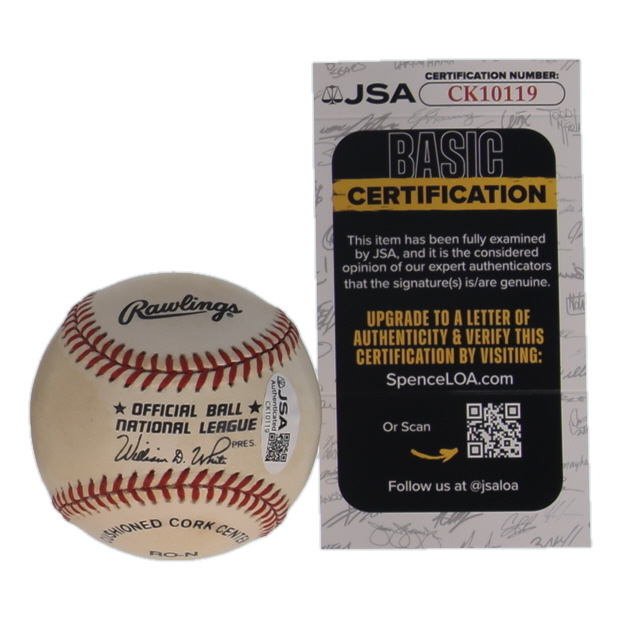 Rawlings®
★ OFFICIAL BALL ★
NATIONAL LEAGUE
William D. White PRES.
CUSHIONED CORK CENTER
RO-N
JSA
Authenticated
CK10119
JSA
CERTIFICATION NUMBER:
CK10119
BASIC
CERTIFICATION
This item has been fully examined
by JSA, and it is the considered
opinion of our expert authenticators
that the signature(s) is/are genuine.
UPGRADE TO A LETTER OF
AUTHENTICITY & VERIFY THIS
CERTIFICATION BY VISITING:
SpenceLOA.com
Or Scan
Follow us at @jsaloa